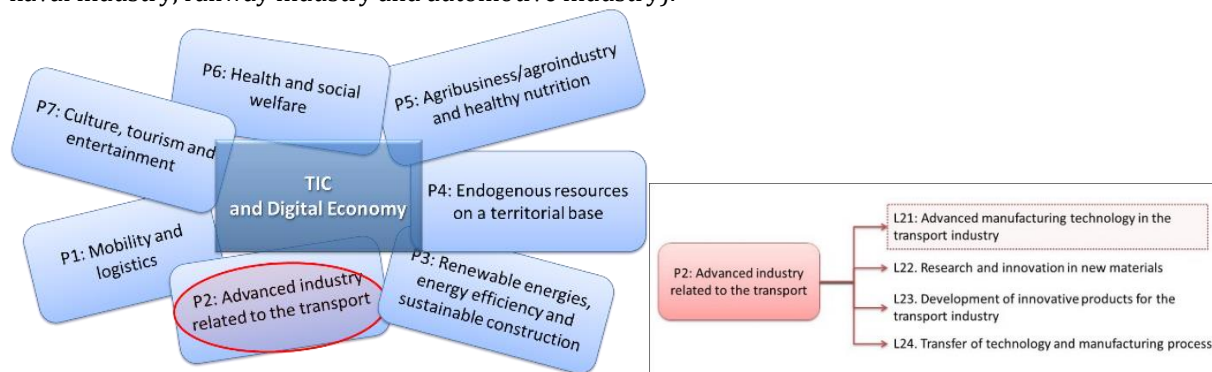 naval industry, railway industry and automotive industry).
P6: Health and social
welfare
P5: Agribusiness/agroindustry
and healthy nutrition
P7: Culture, tourism and
entertainment
TIC
and Digital Economy
P4: Endogenous resources
on a territorial base
P1: Mobility and
logistics
P2: Advanced industry
related to the transport
P3: Renewable energies,
energy efficiency and
sustainable construction
P2: Advanced industry
related to the transport
L21: Advanced manufacturing technology in the
transport industry
L22. Research and innovation in new materials
L23. Development of innovative products for the
transport industry
L24. Transfer of technology and manufacturing process